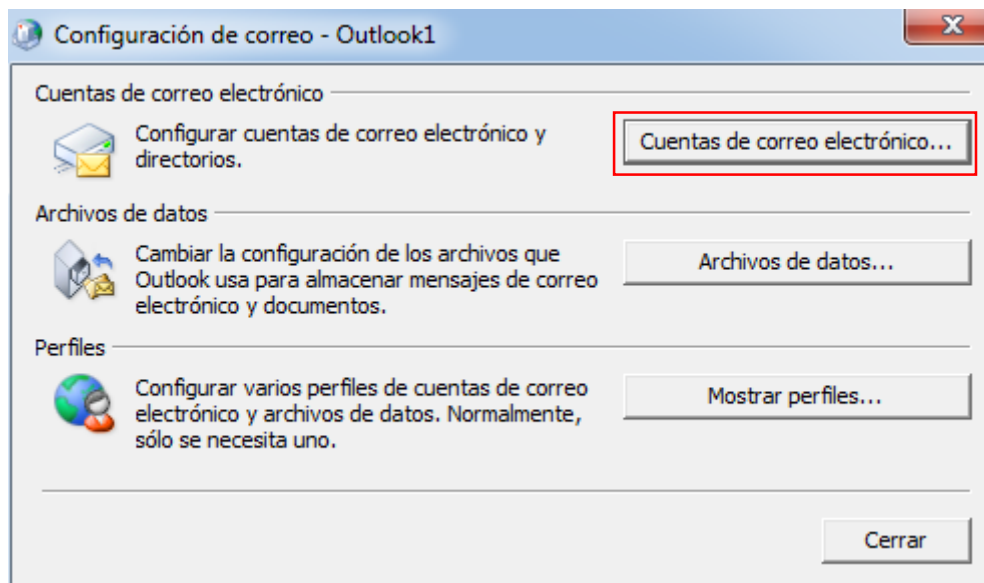 Configuración de correo - Outlook1
Cuentas de correo electrónico
Configurar cuentas de correo electrónico y
directorios.
Cuentas de correo electrónico...
Archivos de datos
Cambiar la configuración de los archivos que
Outlook usa para almacenar mensajes de correo
electrónico y documentos.
Archivos de datos...
Perfiles
Configurar varios perfiles de cuentas de correo
electrónico y archivos de datos. Normalmente,
sólo se necesita uno.
Mostrar perfiles...
Cerrar